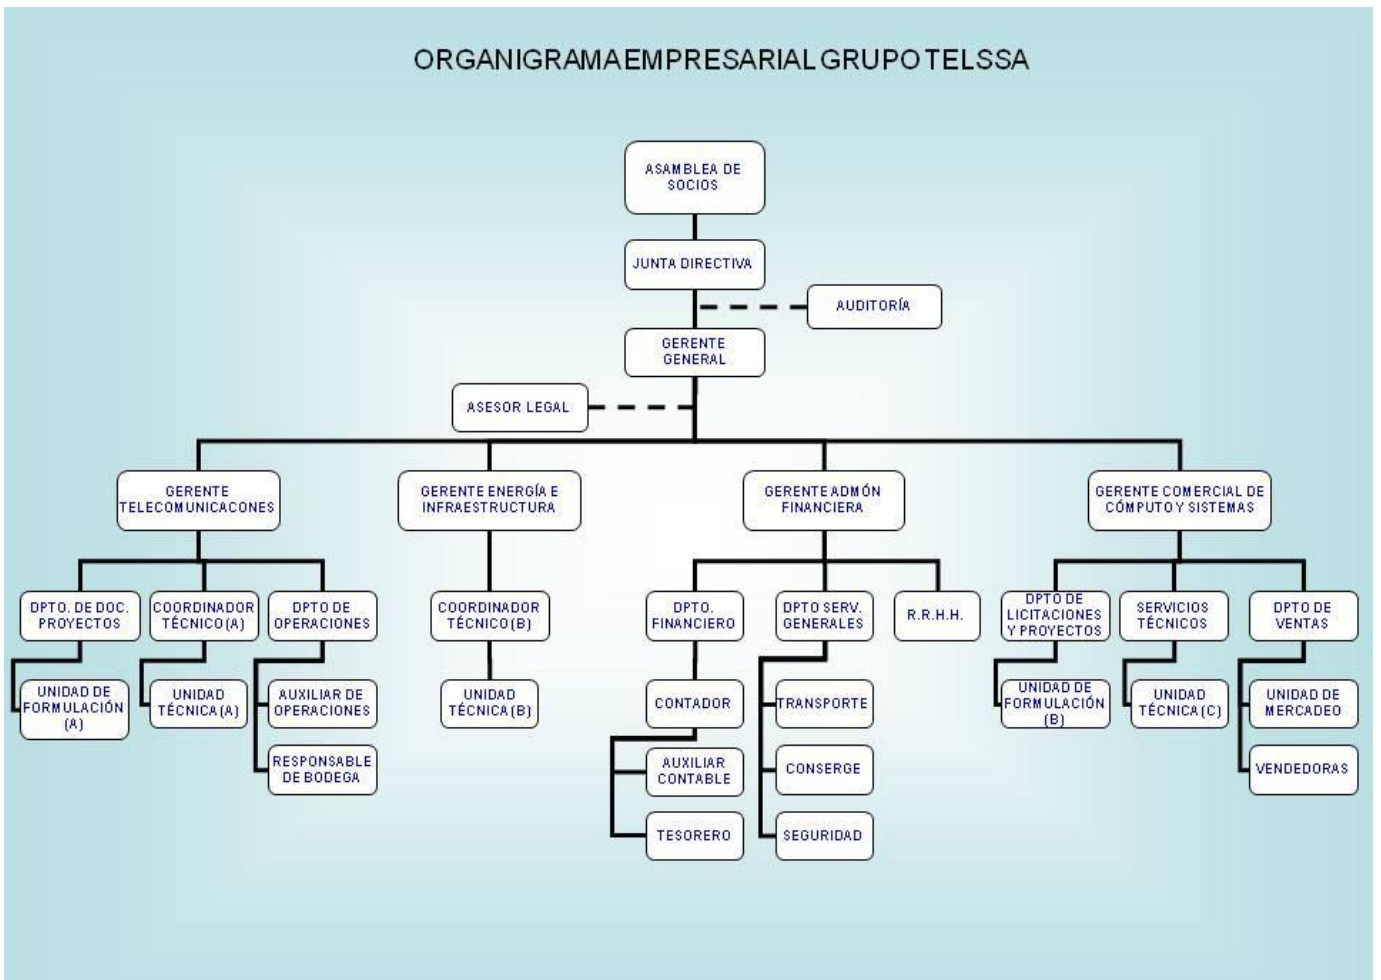 ORGANIGRAMA EMPRESARIAL GRUPO TELSSA
ASAMBLEA DE
SOCIOS
JUNTA DIRECTIVA
AUDITORÍA
GERENTE
GENERAL
ASESOR LEGAL
GERENTE
TELECOMUNICACONES
GERENTE ENERGÍA E
INFRAESTRUCTURA
GERENTE ADMÓN
FINANCIERA
GERENTE COMERCIAL DE
CÓMPUTO Y SISTEMAS
DPTO. DE DOC.
PROYECTOS
COORDINADOR
TÉCNICO (A)
DPTO DE
OPERACIONES
COORDINADOR
TÉCNICO (B)
DPTO.
FINANCIERO
DPTO SERV.
GENERALES
R.R.H.H.
DPTO DE
LICITACIONES
Y PROYECTOS
SERVICIOS
TÉCNICOS
DPTO DE
VENTAS
UNIDAD DE
FORMULACIÓN
(A)
UNIDAD
TÉCNICA (A)
AUXILIAR DE
OPERACIONES
UNIDAD
TÉCNICA (B)
CONTADOR
TRANSPORTE
UNIDAD DE
FORMULACIÓN
(B)
UNIDAD
TÉCNICA (C)
UNIDAD DE
MERCADEO
RESPONSABLE
DE BODEGA
AUXILIAR
CONTABLE
CONSERGE
VENDEDORAS
TESORERO
SEGURIDAD